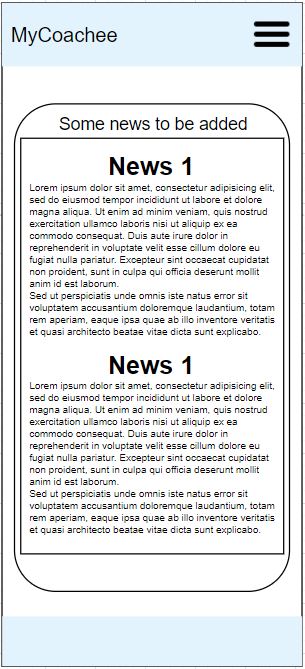 MyCoachee
Some news to be added
News 1
Lorem ipsum dolor sit amet, consectetur adipisicing elit,
sed do eiusmod tempor incididunt ut labore et dolore
magna aliqua. Ut enim ad minim veniam, quis nostrud
exercitation ullamco laboris nisi ut aliquip ex ea
commodo consequat. Duis aute irure dolor in
reprehenderit in voluptate velit esse cillum dolore eu
fugiat nulla pariatur. Excepteur sint occaecat cupidatat
non proident, sunt in culpa qui officia deserunt mollit
anim id est laborum.
Sed ut perspiciatis unde omnis iste natus error sit
voluptatem accusantium doloremque laudantium, totam
rem aperiam, eaque ipsa quae ab illo inventore veritatis
et quasi architecto beatae vitae dicta sunt explicabo.
News 1
Lorem ipsum dolor sit amet, consectetur adipisicing elit,
sed do eiusmod tempor incididunt ut labore et dolore
magna aliqua. Ut enim ad minim veniam, quis nostrud
exercitation ullamco laboris nisi ut aliquip ex ea
commodo consequat. Duis aute irure dolor in
reprehenderit in voluptate velit esse cillum dolore eu
fugiat nulla pariatur. Excepteur sint occaecat cupidatat
non proident, sunt in culpa qui officia deserunt mollit
anim id est laborum.
Sed ut perspiciatis unde omnis iste natus error sit
voluptatem accusantium doloremque laudantium, totam
rem aperiam, eaque ipsa quae ab illo inventore veritatis
et quasi architecto beatae vitae dicta sunt explicabo.